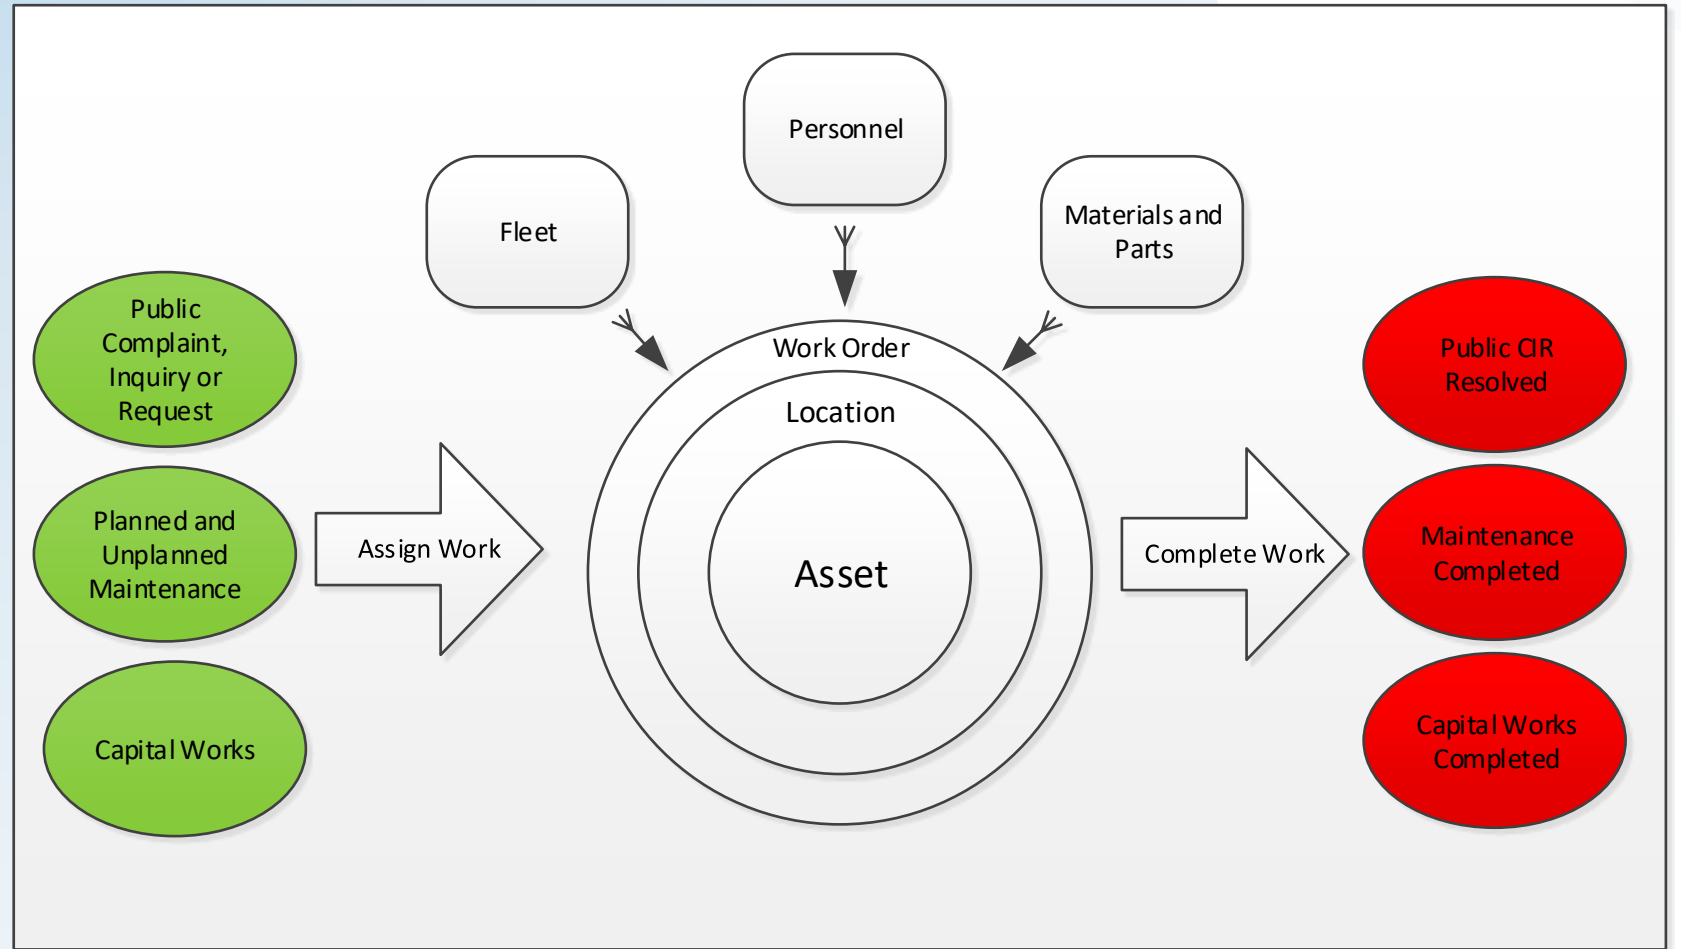 Personnel
Fleet
Materials and
Parts
Public
Complaint,
Inquiry or
Request
Planned and
Unplanned
Maintenance
Capital Works
Assign Work
Work Order
Location
Asset
Complete Work
Public CIR
Resolved
Maintenance
Completed
Capital Works
Completed